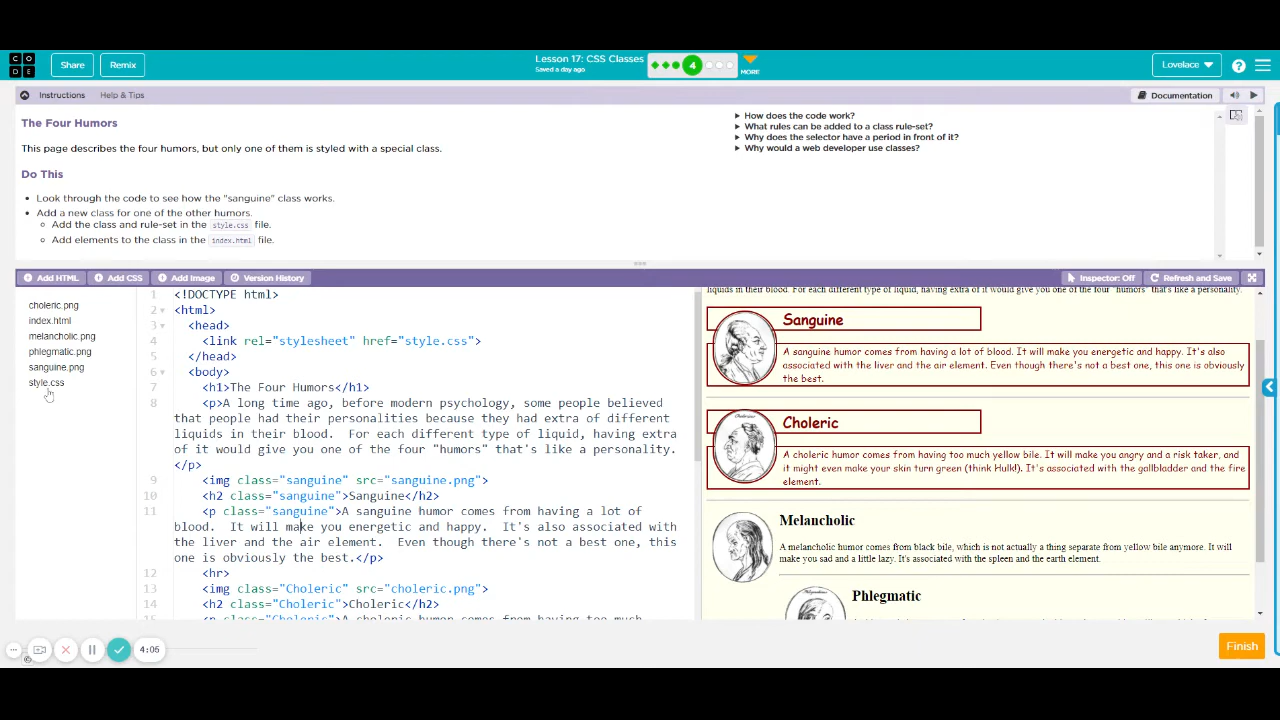 C O
D E
Share
Remix
Lesson 17: CSS Classes
Saved a day ago
4
MORE
Lovelace
?
Instructions
Help & Tips
Documentation
The Four Humors
This page describes the four humors, but only one of them is styled with a special class.
Do This
• Look through the code to see how the "sanguine" class works.
• Add a new class for one of the other humors.
Add the class and rule-set in the style.css file.
Add elements to the class in the index.html file.
How does the code work?
What rules can be added to a class rule-set?
Why does the selector have a period in front of it?
Why would a web developer use classes?
Add HTML
Add CSS
Add Image
Version History
Inspector: Off
Refresh and Save
choleric.png
index.html
melancholic.png
phlegmatic.png
sanguine.png
style.css
1 <!DOCTYPE html>
2 <html>
3 <head>
4 <link rel="stylesheet" href="style.css">
5 </head>
6 <body>
7 <h1>The Four Humors</h1>
8 <p>A long time ago, before modern psychology, some people believed
that people had their personalities because they had extra of different
liquids in their blood.  For each different type of liquid, having extra
of it would give you one of the four "humors" that's like a personality.
</p>
9 <img class="sanguine" src="sanguine.png">
10 <h2 class="sanguine">Sanguine</h2>
11 <p class="sanguine">A sanguine humor comes from having a lot of
blood.  It will make you energetic and happy.  It's also associated with
the liver and the air element.  Even though there's not a best one, this
one is obviously the best.</p>
12 <hr>
13 <img class="Choleric" src="choleric.png">
14 <h2 class="Choleric">Choleric</h2>
15 <p class="Choleric">A choleric humor comes from having too much
liquids in their blood. For each different type of liquid, having extra of it would give you one of the four "humors" that's like a personality.
Sanguine
A sanguine humor comes from having a lot of blood. It will make you energetic and happy. It's also
associated with the liver and the air element. Even though there's not a best one, this one is obviously
the best.
Choleric
A choleric humor comes from having too much yellow bile. It will make you angry and a risk taker, and
it might even make your skin turn green (think Hulk!). It's associated with the gallbladder and the fire
element.
Melancholic
A melancholic humor comes from black bile, which is not actually a thing separate from yellow bile anymore. It will
make you sad and a little lazy. It's associated with the spleen and the earth element.
Phlegmatic
4:05
Finish